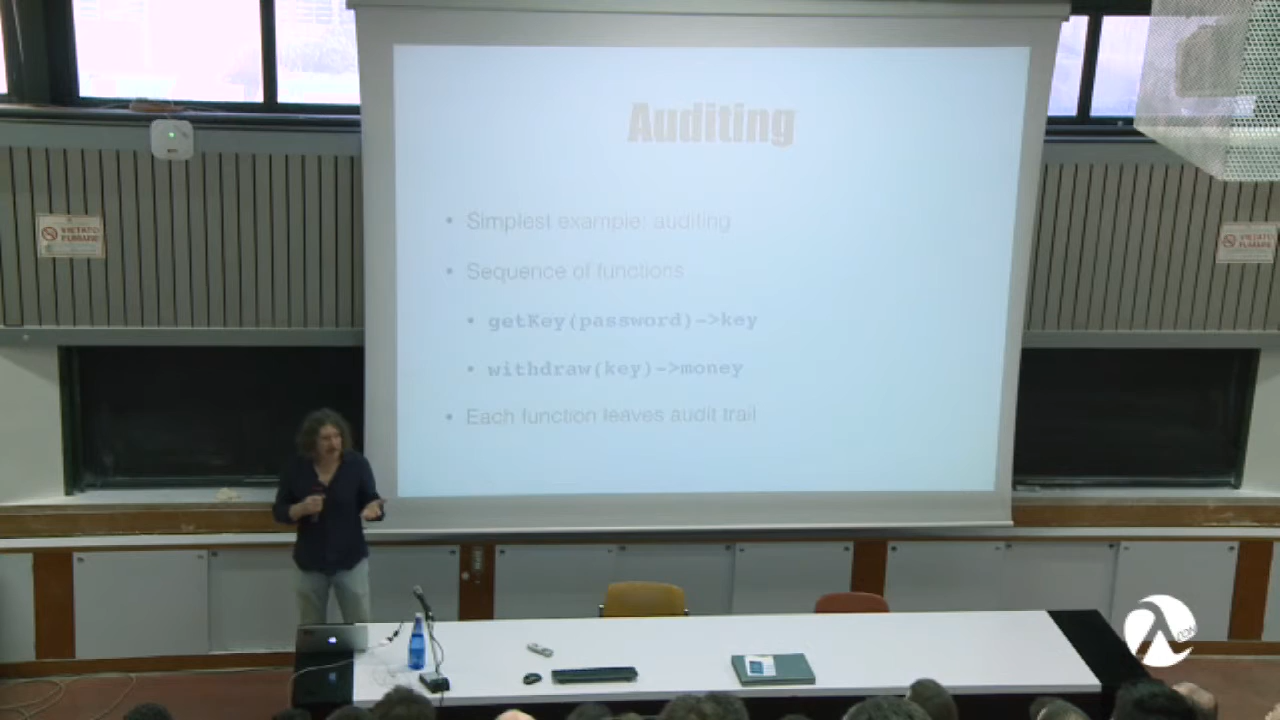 Auditing
• Simplest example: auditing
• Sequence of functions
• getKey(password)->key
• withdraw(key)->money
• Each function leaves audit trail
VIETATO
FUMARE
VIETATO
FUMARE
COM